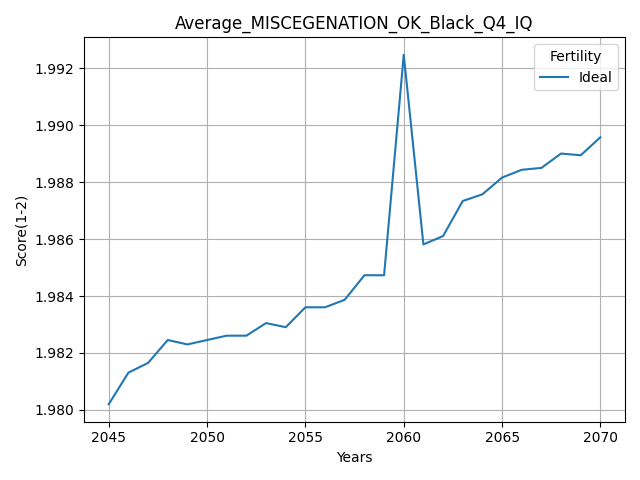 Average_MISCEGENATION_OK_Black_Q4_IQ
Fertility
Ideal
1.992
1.990
1.988
1.986
1.984
1.982
1.980
Score(1-2)
2045 2050 2055 2060 2065 2070
Years